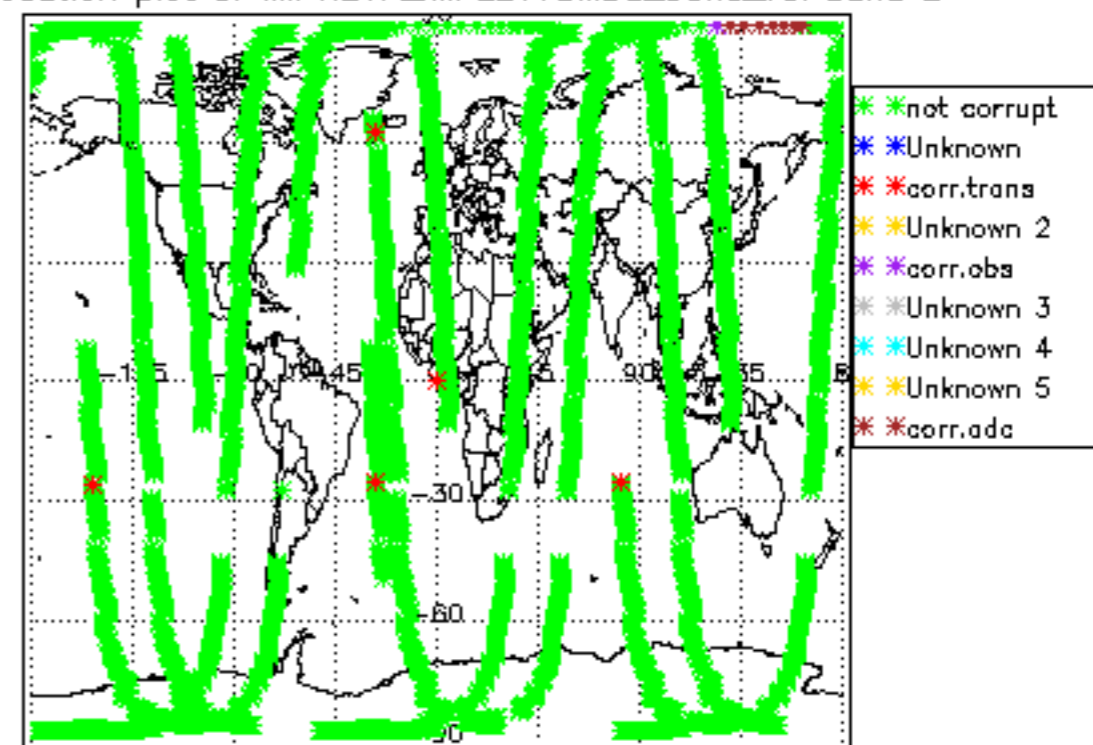 90
-135
-90
-45
45
90
135
-30
-60
-90
not corrupt
Unknown
corr.trans
Unknown 2
corr.obs
Unknown 3
Unknown 4
Unknown 5
corr.adc